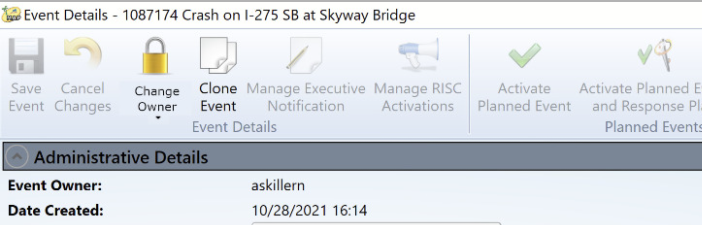 Event Details - 1087174 Crash on I-275 SB at Skyway Bridge
Save Event
Cancel Changes
Change Owner
Clone Event
Manage Executive Notification
Manage RISC Activations
Activate Planned Event
Activate Planned E
and Response Pl
Event Details
Planned Events
Administrative Details
Event Owner: askillern
Date Created: 10/28/2021 16:14